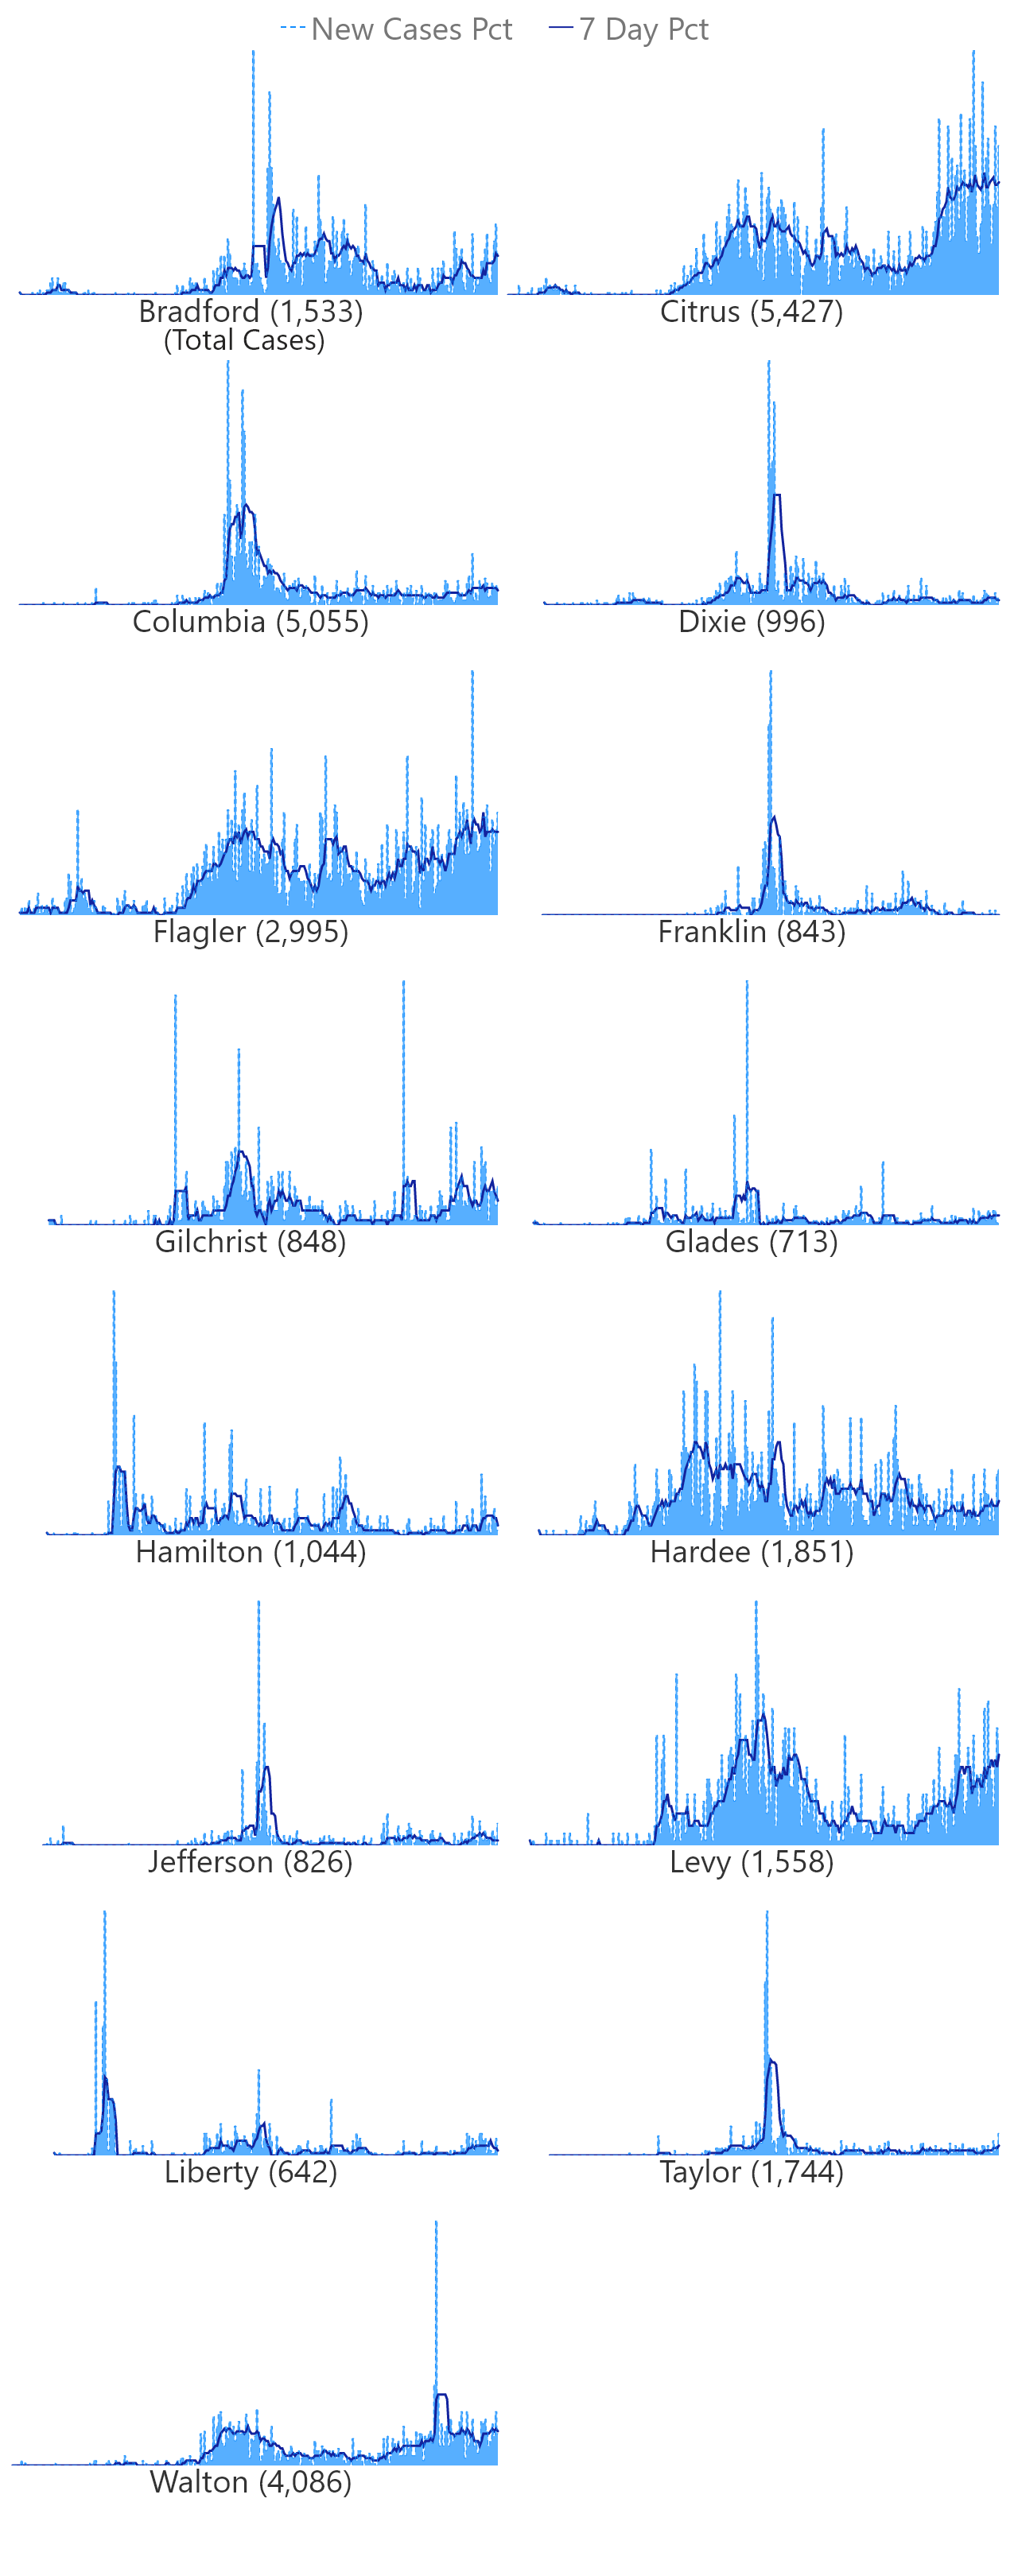 New Cases Pct 7 Day Pct
Bradford (1,533) Citrus (5,427)
(Total Cases)
Columbia (5,055) Dixie (996)
Flagler (2,995) Franklin (843)
Gilchrist (848) Glades (713)
Hamilton (1,044) Hardee (1,851)
Jefferson (826) Levy (1,558)
Liberty (642) Taylor (1,744)
Walton (4,086)